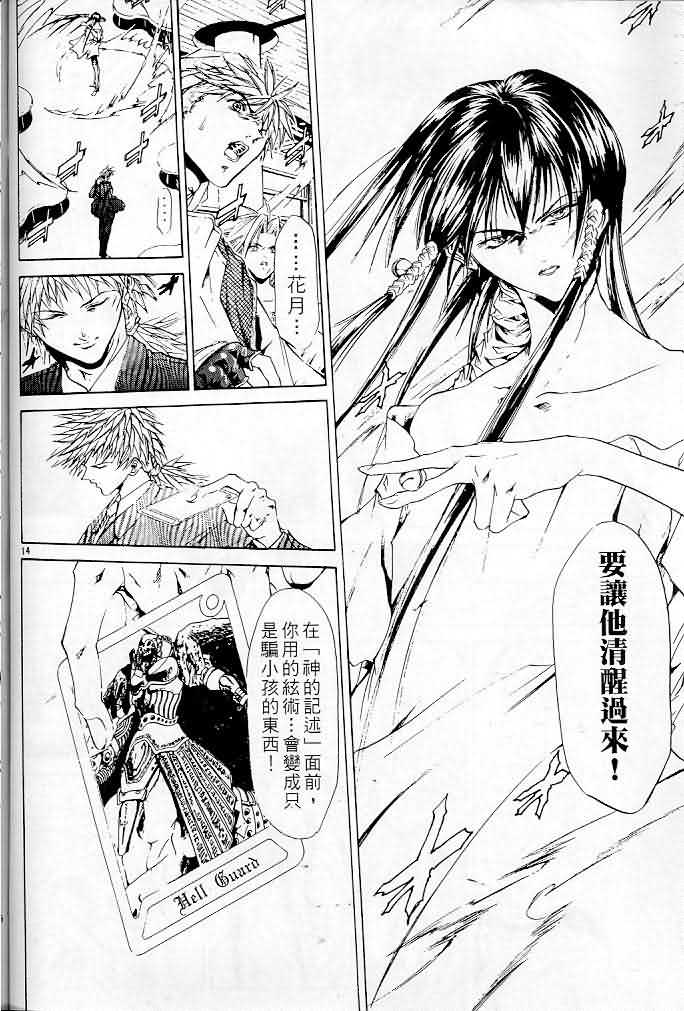 要讓他清醒過來！
……花月…
……
14
在「神的記述」面前，
你用的絃術…會變成只
是騙小孩的東西！
Hell Guard